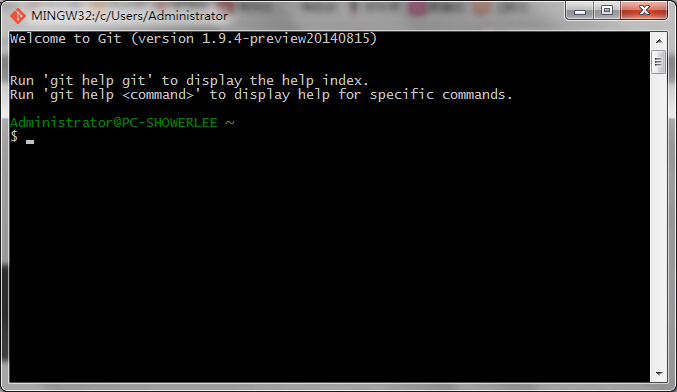 MINGW32:/c/Users/Administrator
Welcome to Git (version 1.9.4-preview20140815)
Run 'git help git' to display the help index.
Run 'git help <command>' to display help for specific commands.
Administrator@PC-SHOWERLEE ~
$